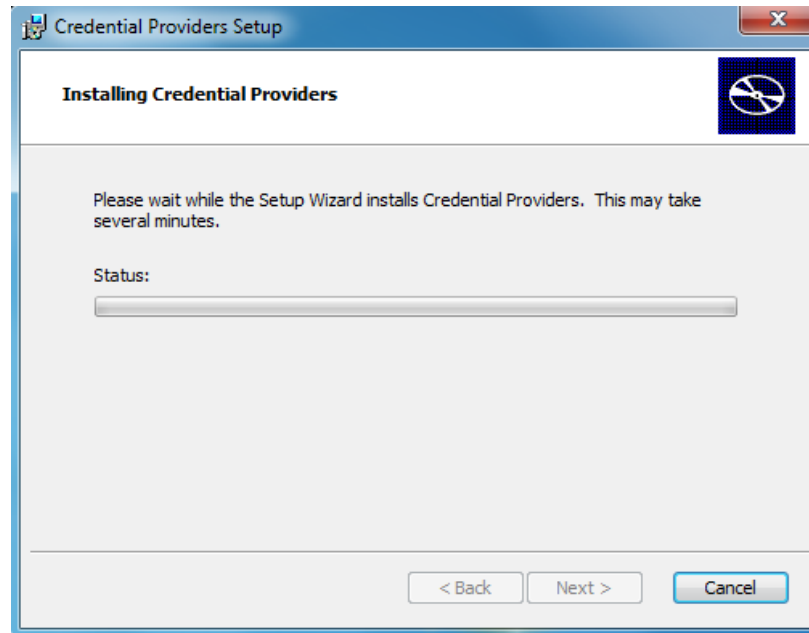 Credential Providers Setup
Installing Credential Providers
Please wait while the Setup Wizard installs Credential Providers.  This may take
several minutes.
Status:
< Back
Next >
Cancel